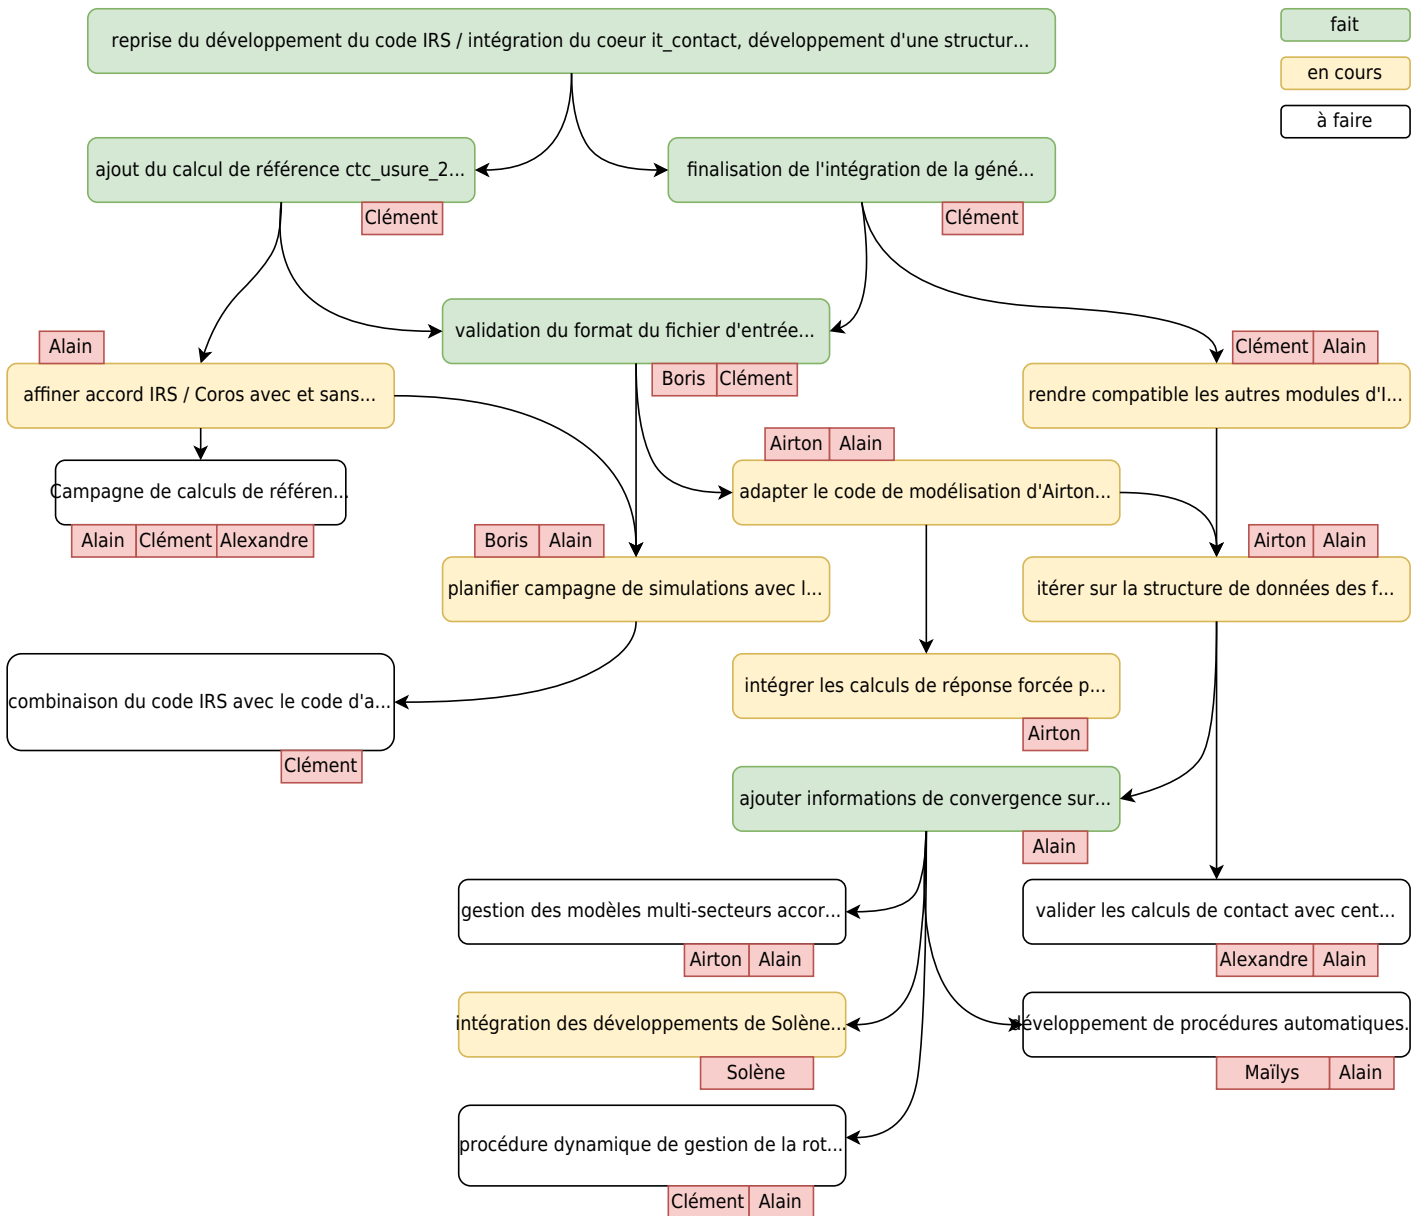 reprise du développement du code IRS / intégration du coeur it_contact, développement d'une structur...
fait
en cours
à faire
ajout du calcul de référence ctc_usure_2...
Clément
finalisation de l'intégration de la géné...
Clément
validation du format du fichier d'entrée...
Boris
Clément
Alain
affiner accord IRS / Coros avec et sans...
Clément
Alain
rendre compatible les autres modules d'I...
Campagne de calculs de référen...
Alain
Clément
Alexandre
Airton
Alain
adapter le code de modélisation d'Airton...
Boris
Alain
planifier campagne de simulations avec l...
Airton
Alain
itérer sur la structure de données des f...
combinaison du code IRS avec le code d'a...
Clément
intégrer les calculs de réponse forcée p...
Airton
ajouter informations de convergence sur...
Alain
gestion des modèles multi-secteurs accor...
Airton
Alain
valider les calculs de contact avec cent...
Alexandre
Alain
intégration des développements de Solène...
Solène
développement de procédures automatiques.
Maïlys
Alain
procédure dynamique de gestion de la rot...
Clément
Alain